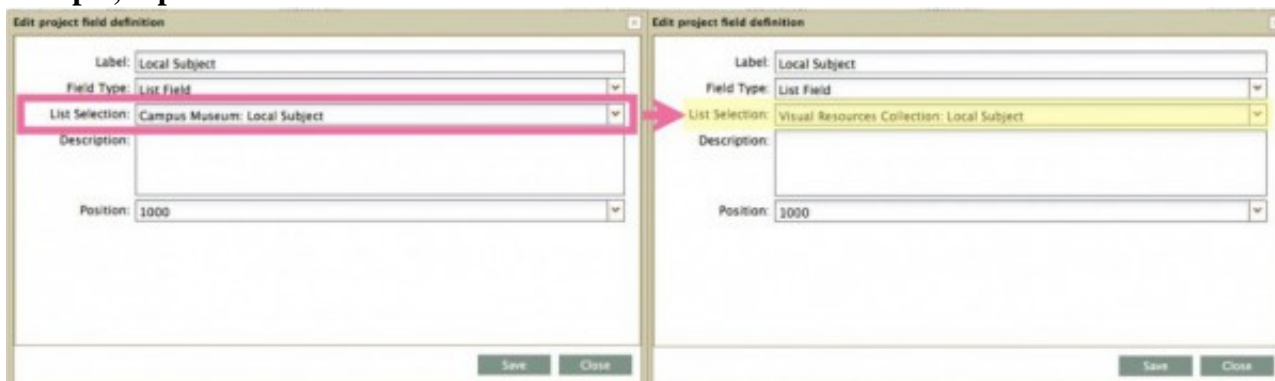 Edit project field definition
Label: Local Subject
Field Type: List Field
List Selection: Campus Museum: Local Subject
Description:
Position: 1000
Save Close
Edit project field definition
Label: Local Subject
Field Type: List Field
List Selection: Visual Resources Collection: Local Subject
Description:
Position: 1000
Save Close